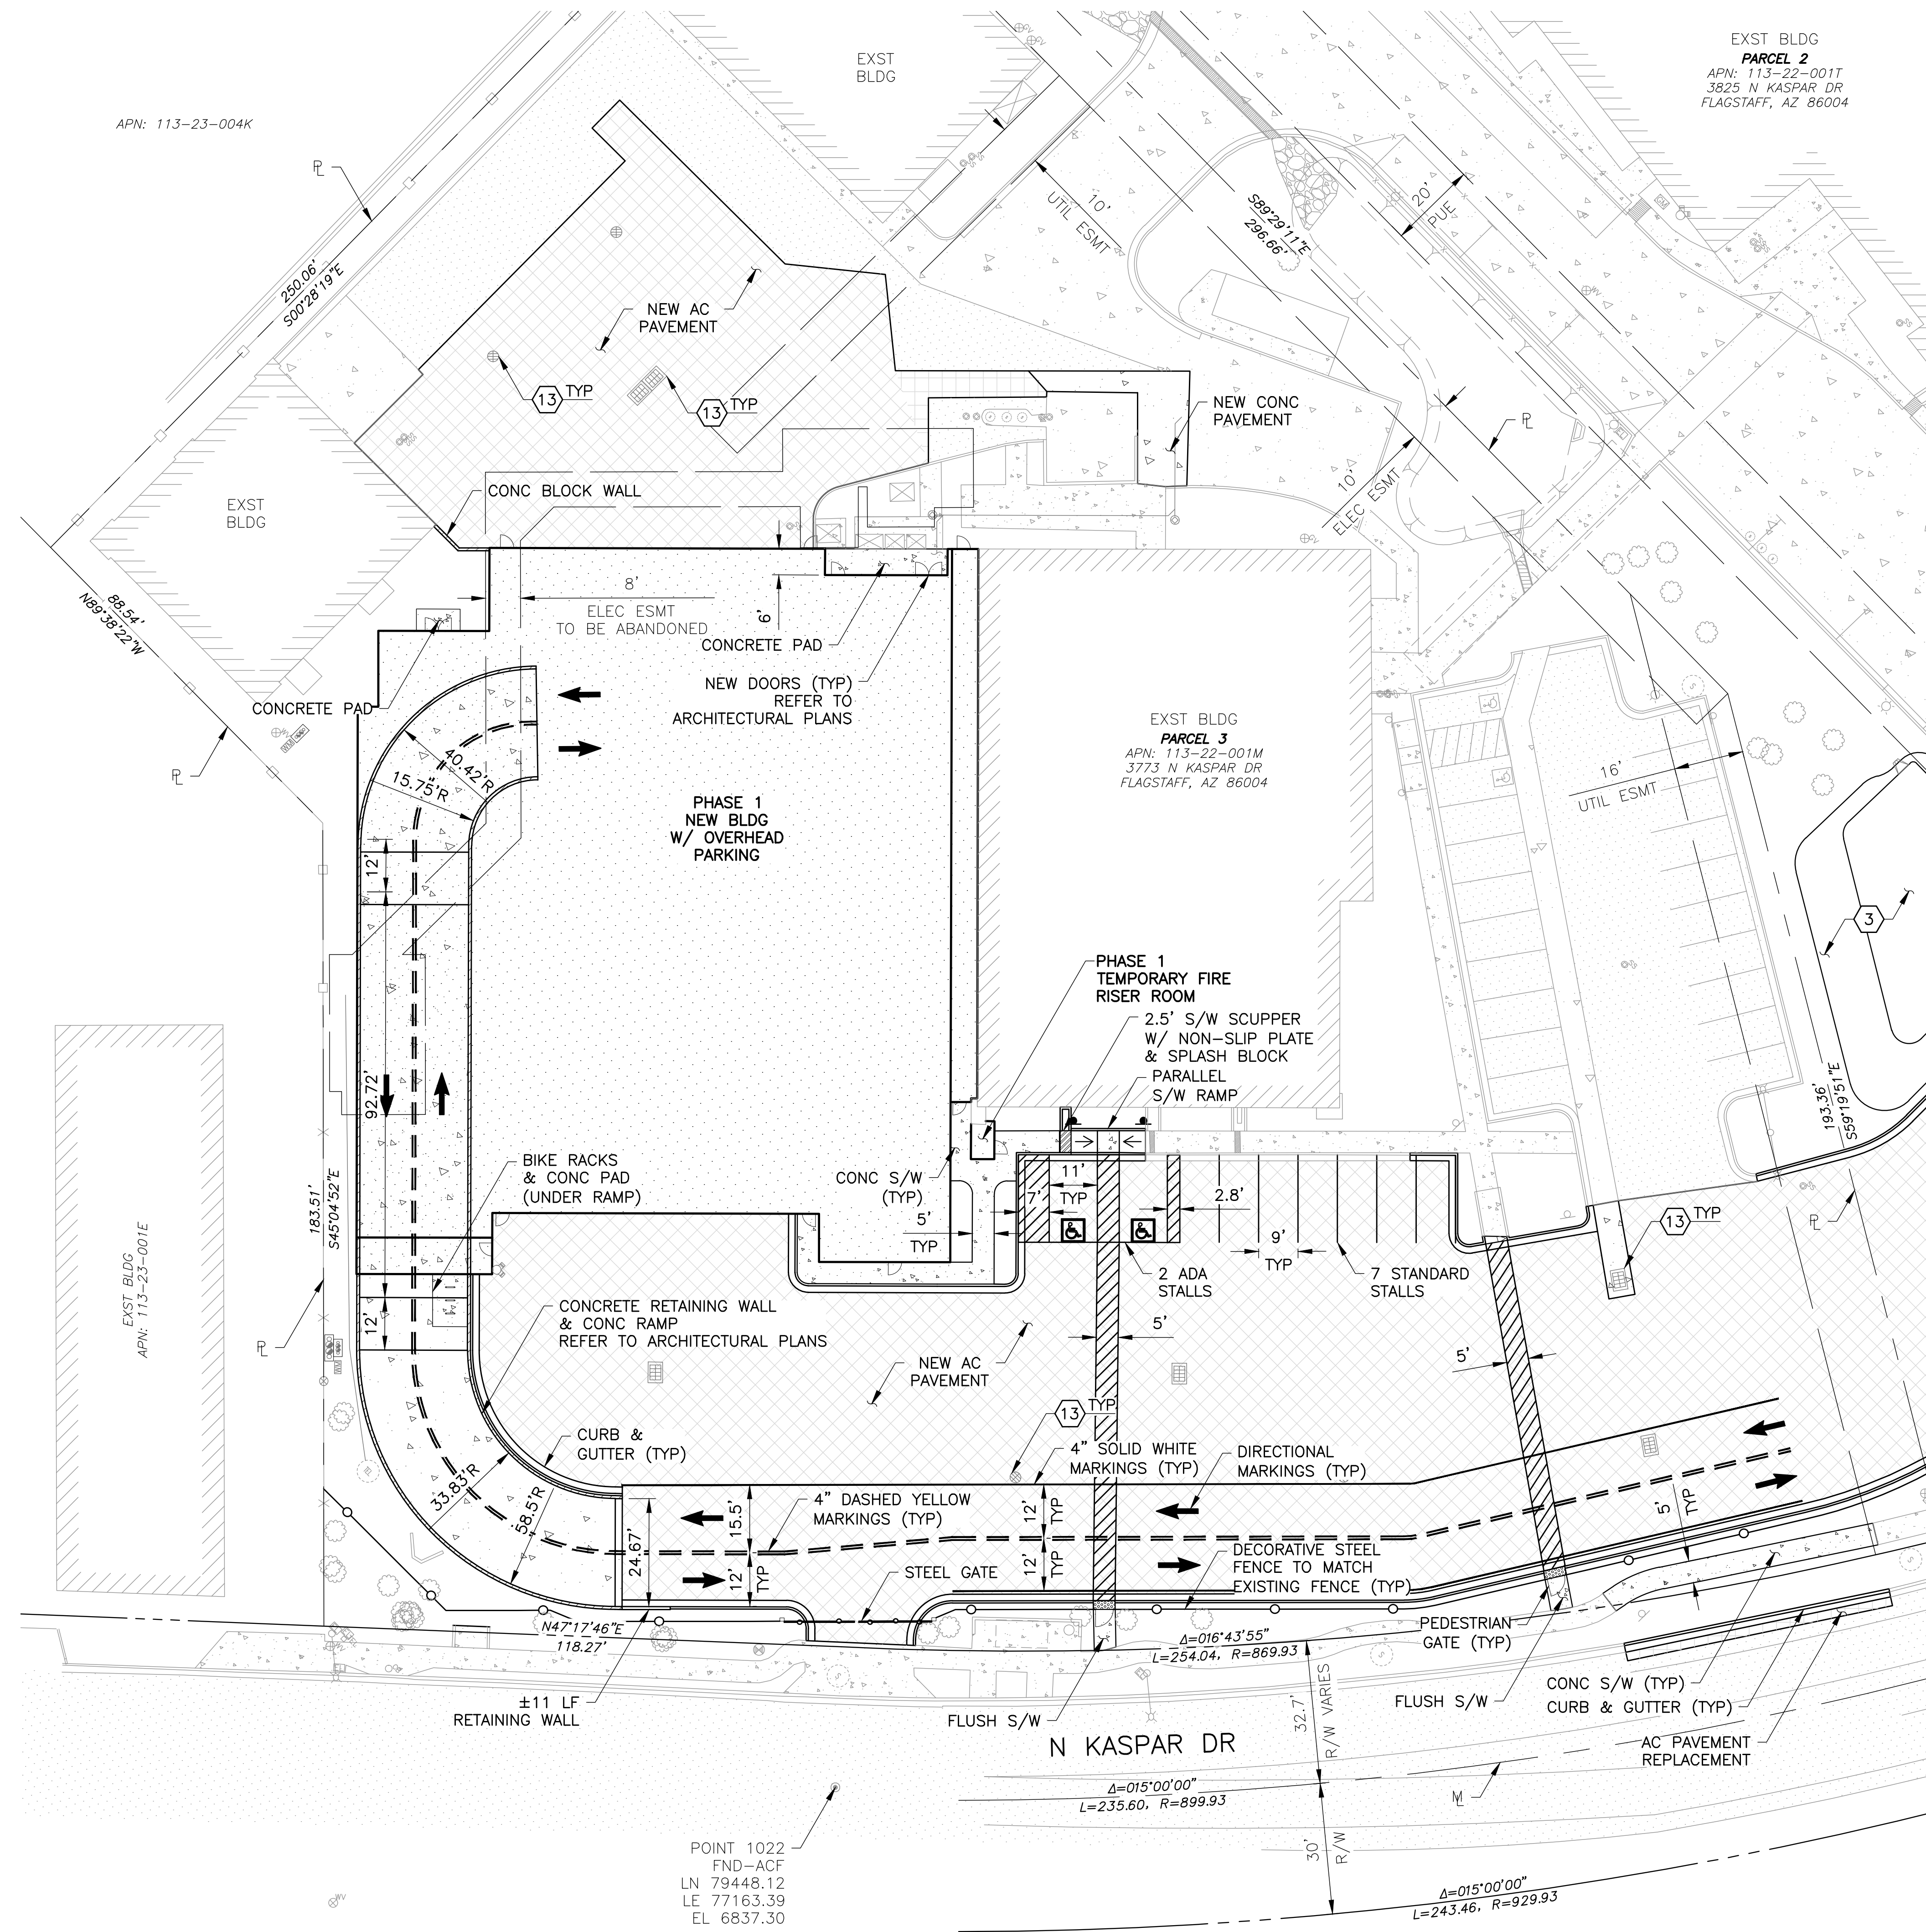 EXST BLDG
PARCEL 2
APN: 113-22-001T
3825 N KASPAR DR
FLAGSTAFF, AZ 86004
EXST
BLDG
APN: 113-23-004K
PL
250.06'
S00°28'19"E
10'
UTIL ESMT
S89°29'11"E
296.66'
20'
PUE
NEW AC
PAVEMENT
13 TYP
13 TYP
NEW CONC
PAVEMENT
PL
10'
ELEC ESMT
CONC BLOCK WALL
EXST
BLDG
88.54'
N89°38'22"W
8'
ELEC ESMT
TO BE ABANDONED
6'
CONCRETE PAD
NEW DOORS (TYP)
REFER TO
ARCHITECTURAL PLANS
CONCRETE PAD
PL
40.42'R
15.75'R
12'
PHASE 1
NEW BLDG
W/ OVERHEAD
PARKING
EXST BLDG
PARCEL 3
APN: 113-22-001M
3773 N KASPAR DR
FLAGSTAFF, AZ 86004
16'
UTIL ESMT
3
193.36'
S59°19'51"E
PHASE 1
TEMPORARY FIRE
RISER ROOM
2.5' S/W SCUPPER
W/ NON-SLIP PLATE
& SPLASH BLOCK
PARALLEL
S/W RAMP
92.72'
BIKE RACKS
& CONC PAD
(UNDER RAMP)
CONC S/W
(TYP)
5'
TYP
7'
11'
TYP
2.8'
9'
TYP
2 ADA
STALLS
7 STANDARD
STALLS
13 TYP
PL
183.51'
S45°04'52"E
EXST BLDG
APN: 113-23-001E
PL
12'
CONCRETE RETAINING WALL
& CONC RAMP
REFER TO ARCHITECTURAL PLANS
NEW AC
PAVEMENT
5'
5'
13 TYP
WM
CURB &
GUTTER (TYP)
4" SOLID WHITE
MARKINGS (TYP)
DIRECTIONAL
MARKINGS (TYP)
33.83'R
58.5'R
24.67'
15.5'
12'
TYP
4" DASHED YELLOW
MARKINGS (TYP)
12'
TYP
12'
TYP
STEEL GATE
DECORATIVE STEEL
FENCE TO MATCH
EXISTING FENCE (TYP)
5'
TYP
PEDESTRIAN
GATE (TYP)
N47°17'46"E
118.27'
Δ=016°43'55"
L=254.04, R=869.93
±11 LF
RETAINING WALL
FLUSH S/W
FLUSH S/W
CONC S/W (TYP)
CURB & GUTTER (TYP)
AC PAVEMENT
REPLACEMENT
32.7'
R/W VARIES
N KASPAR DR
Δ=015°00'00"
L=235.60, R=899.93
ML
30'
R/W
POINT 1022
FND-ACF
LN 79448.12
LE 77163.39
EL 6837.30
WV
Δ=015°00'00"
L=243.46, R=929.93